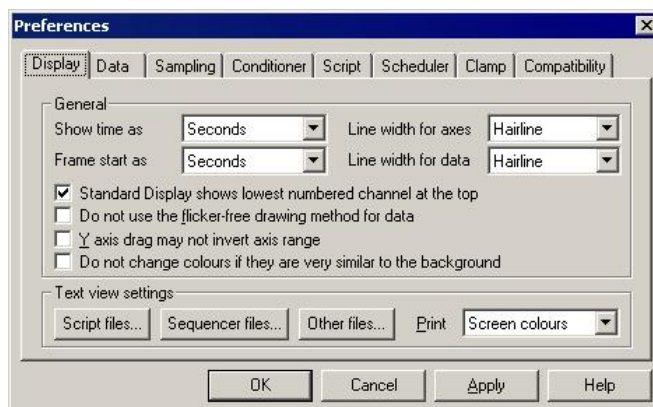 Preferences
Display Data Sampling Conditioner Script Scheduler Clamp Compatibility
General
Show time as Seconds Line width for axes Hairline
Frame start as Seconds Line width for data Hairline
Standard Display shows lowest numbered channel at the top
Do not use the flicker-free drawing method for data
Y axis drag may not invert axis range
Do not change colours if they are very similar to the background
Text view settings
Script files... Sequencer files... Other files... Print Screen colours
OK Cancel Apply Help